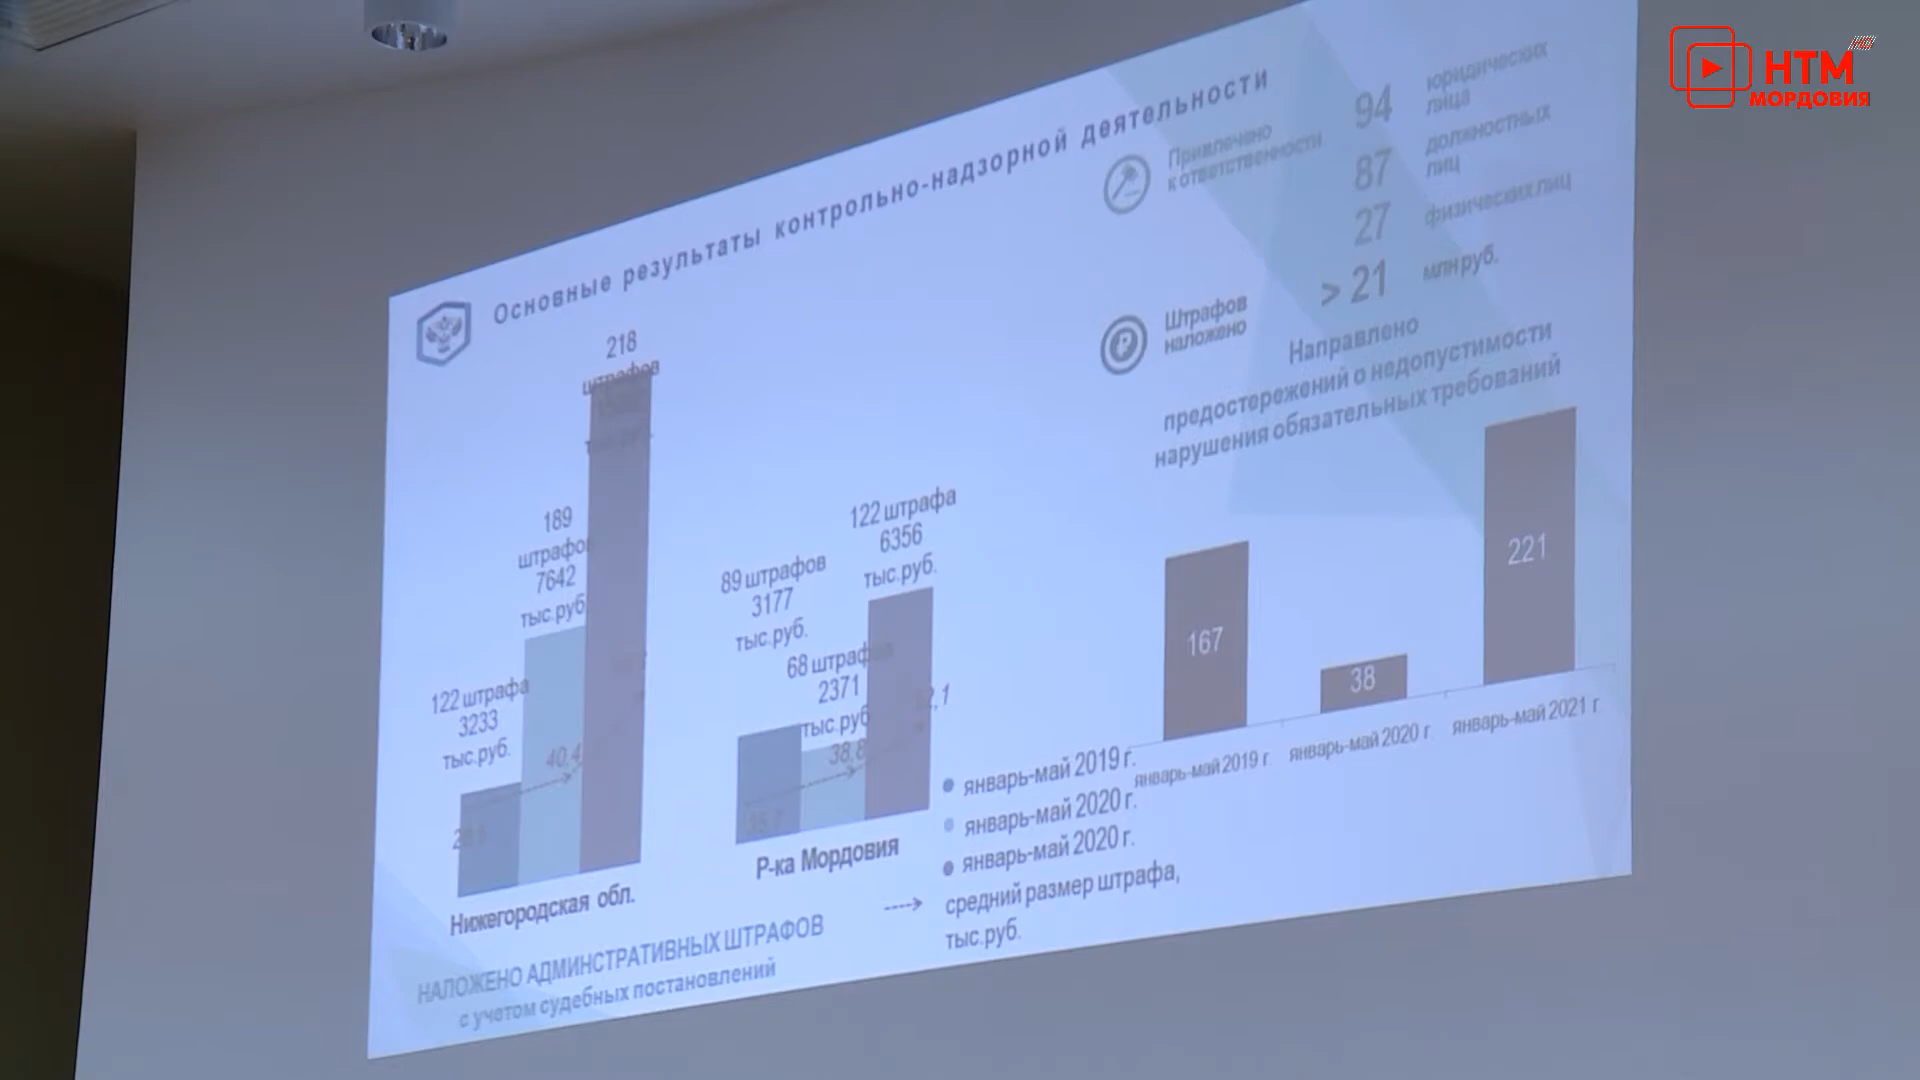 НТМ
МОРДОВИЯ
Основные результаты контрольно-надзорной деятельности
Привлечено
к ответственности
94
юридических
лица
87
должностных
лиц
27
физических лиц
Штрафов
наложено
> 21
млн руб.
218
штрафов
189
штрафов
7642
тыс.руб.
122 штрафа
3233
тыс.руб.
40,4
Нижегородская обл.
89 штрафов
3177
тыс.руб.
68 штрафа
2371
тыс.руб.
38,8
122 штрафа
6356
тыс.руб.
Р-ка Мордовия
НАЛОЖЕНО АДМИНСТРАТИВНЫХ ШТРАФОВ
с учетом судебных постановлений
январь-май 2019 г.
январь-май 2020 г.
январь-май 2020 г.
средний размер штрафа,
тыс.руб.
Направлено
предостережений о недопустимости
нарушения обязательных требований
167
38
221
январь-май 2019 г.
январь-май 2020 г.
январь-май 2021 г.